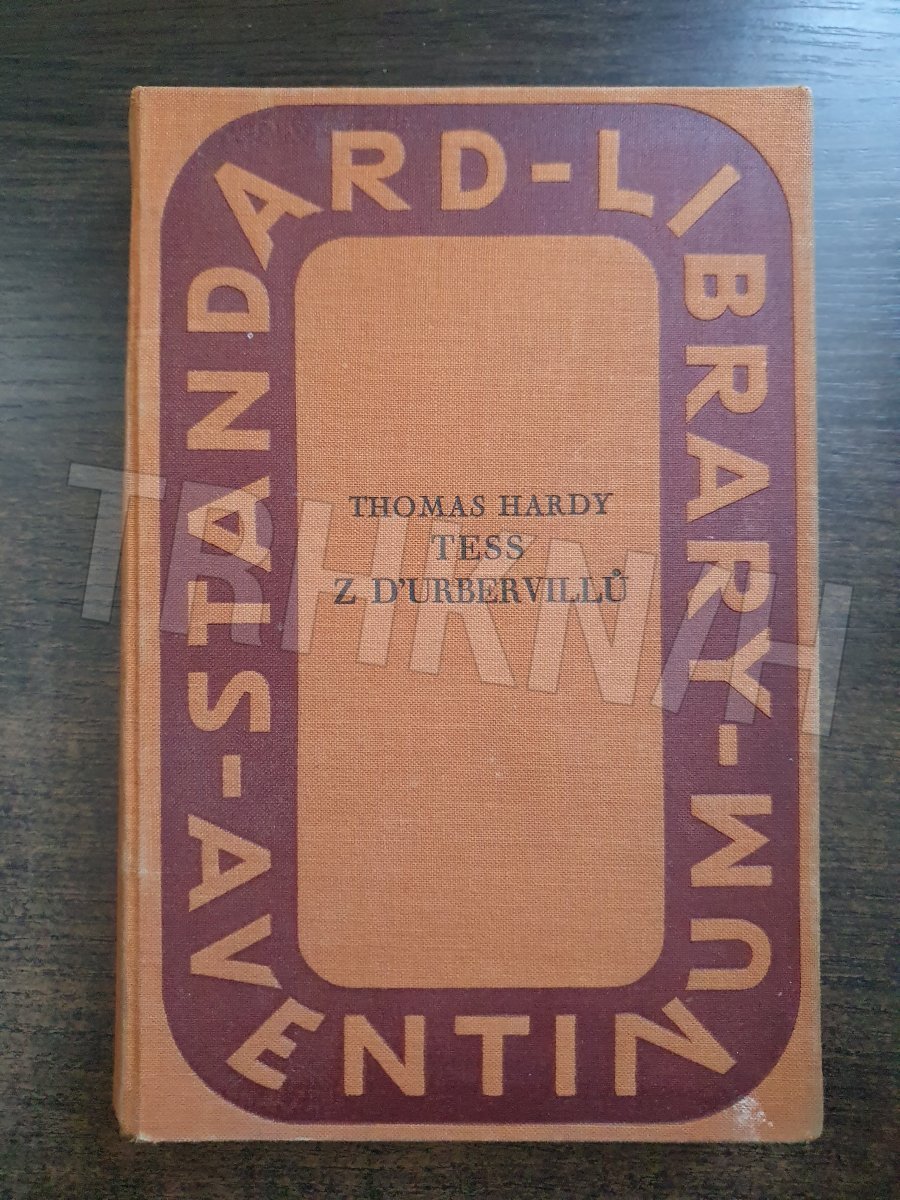 STANDARD-LIBRARY-
AVENTINUM-
THOMAS HARDY
TESS
Z D'URBERVILLŮ
TRHKNIH